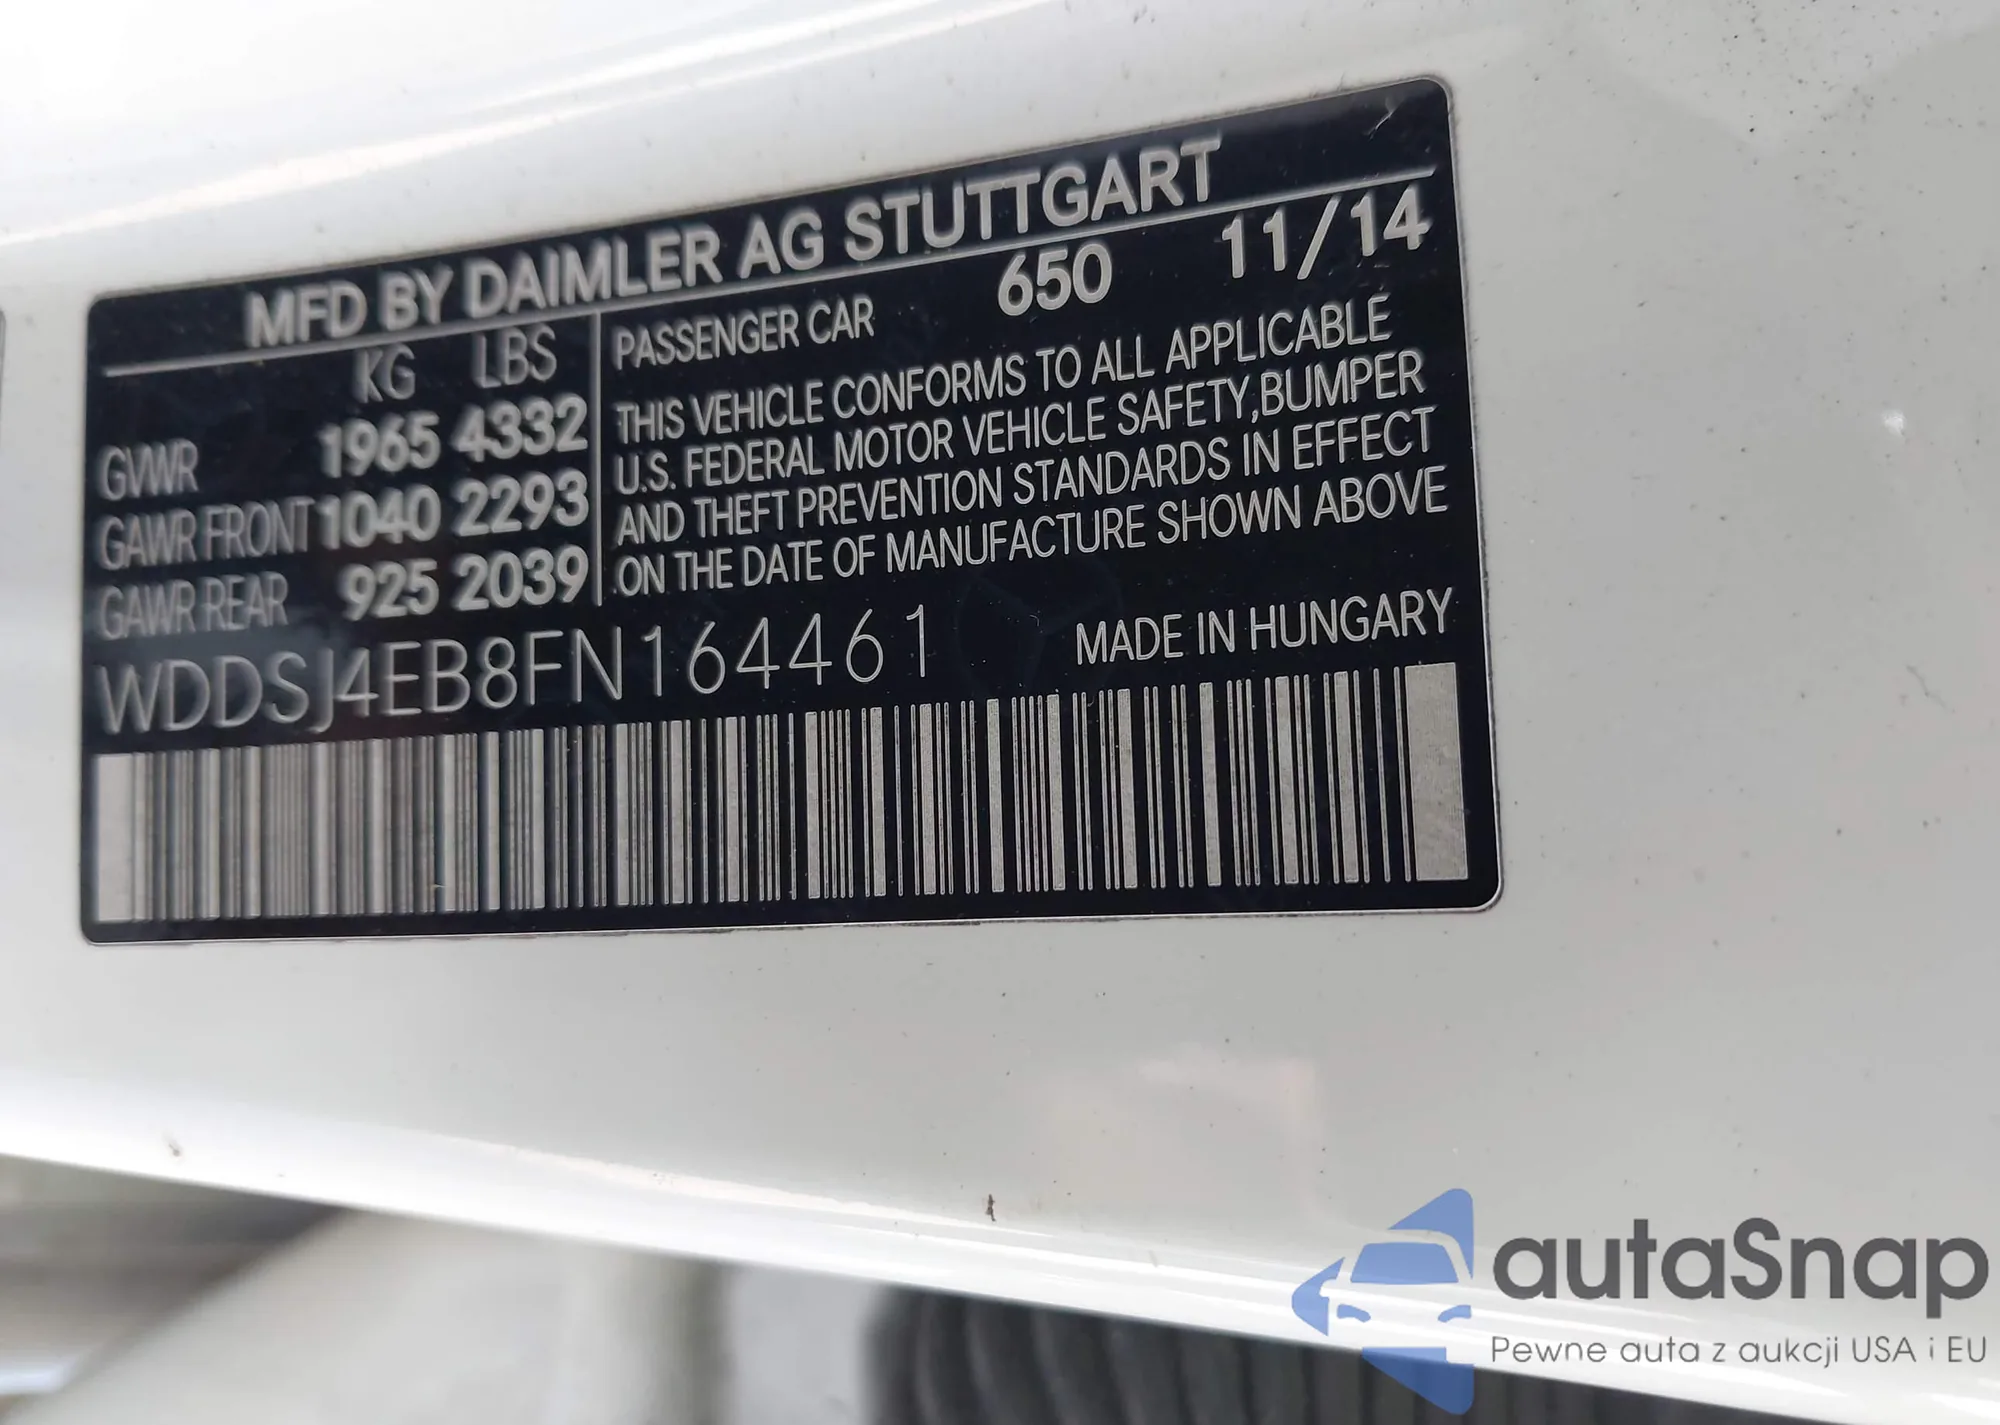 MFD BY DAIMLER AG STUTTGART
KG LBS
GVWR 1965 4332
GAWR FRONT 1040 2293
GAWR REAR 925 2039
PASSENGER CAR 650 11/14
THIS VEHICLE CONFORMS TO ALL APPLICABLE
U.S. FEDERAL MOTOR VEHICLE SAFETY, BUMPER
AND THEFT PREVENTION STANDARDS IN EFFECT
ON THE DATE OF MANUFACTURE SHOWN ABOVE
WDDSJ4EB8FN164461 MADE IN HUNGARY
autaSnap
Pewne auta z aukcji USA i EU